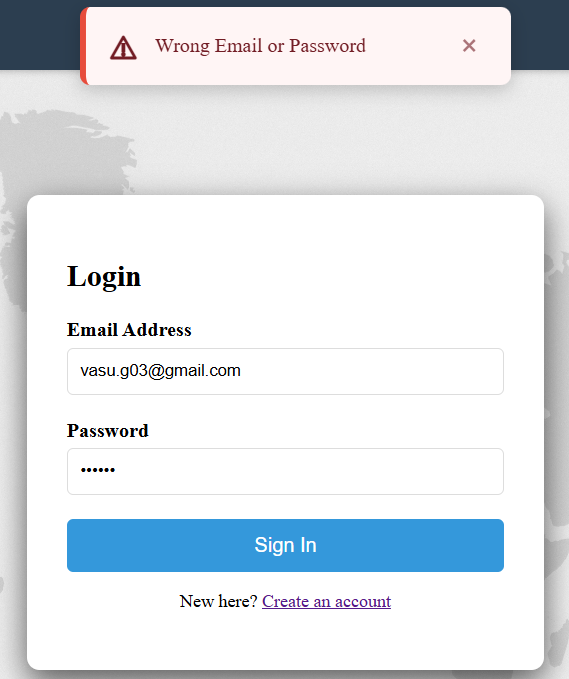 Wrong Email or Password
×
Login
Email Address
vasu.g03@gmail.com
Password
••••••
Sign In
New here? Create an account